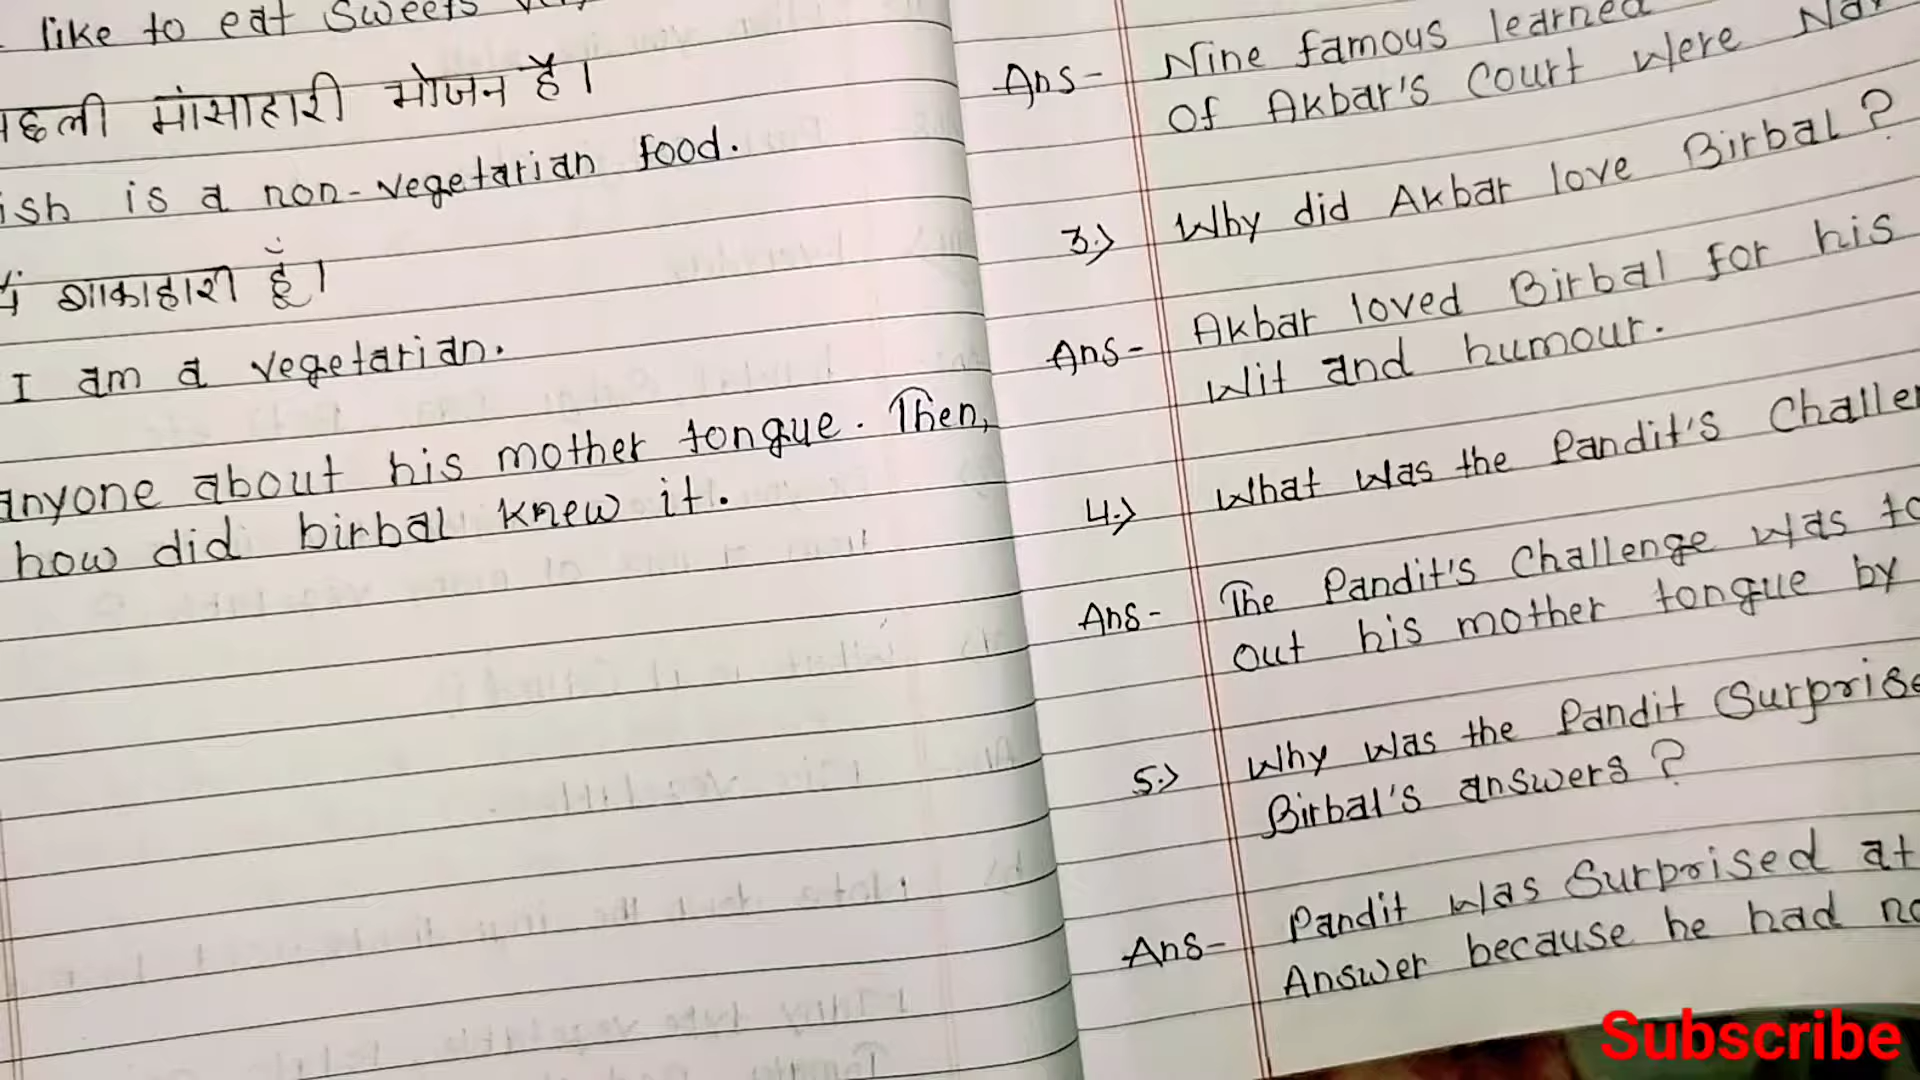 like to eat Sweets
मांसाहारी भोजन है।
is a non-vegetarian food.
शाकाहारी हूँ।
I am a vegetarian.
anyone about his mother tongue. Then,
how did birbal knew it.
Ans- Nine famous learned
Of Akbar's Court were
3.) Why did Akbar love Birbal?
Ans- Akbar loved Birbal for his
wit and humour.
4.) What was the Pandit's
Ans- The Pandit's Challenge was to
out his mother tongue by
5.) Why was the Pandit
Birbal's answers?
Ans- Pandit was Surprised at
Answer because he had
Subscribe